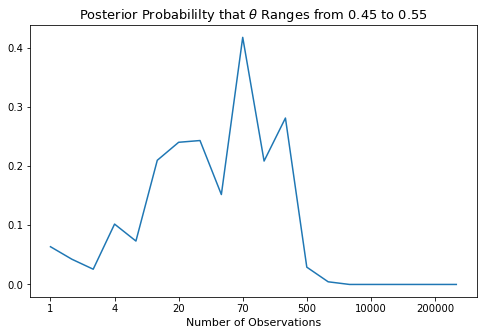 Posterior Probabililty that θ Ranges from 0.45 to 0.55
0.4
0.3
0.2
0.1
0.0
1 4 20 70 500 10000 200000
Number of Observations